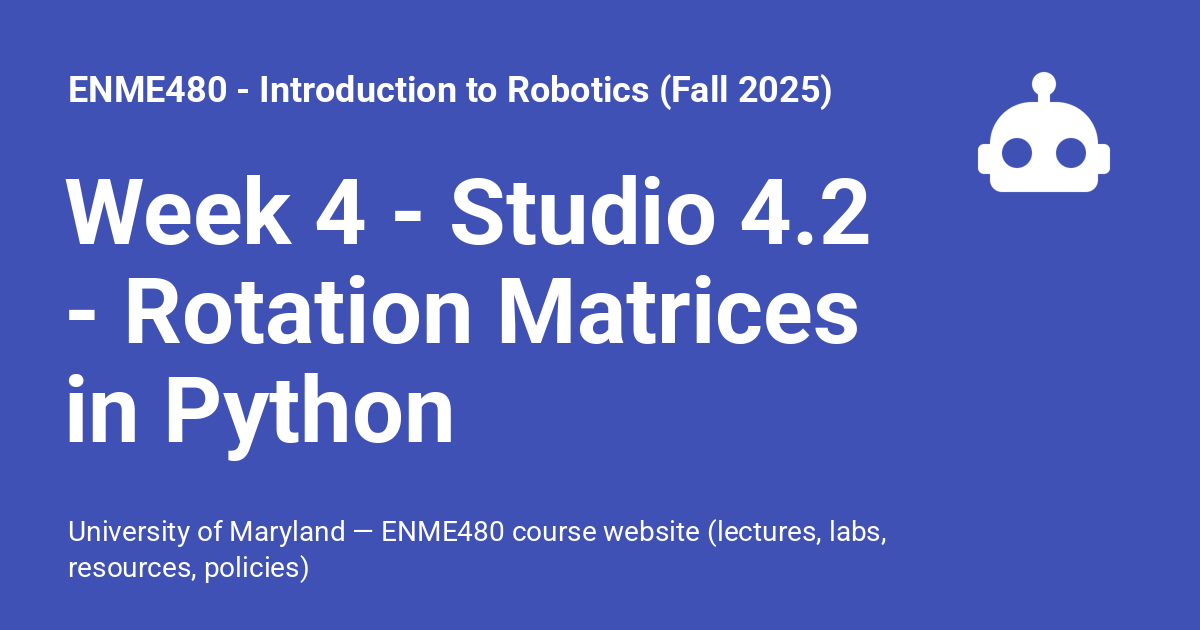 ENME480 - Introduction to Robotics (Fall 2025)
Week 4 - Studio 4.2
- Rotation Matrices
in Python
University of Maryland — ENME480 course website (lectures, labs,
resources, policies)